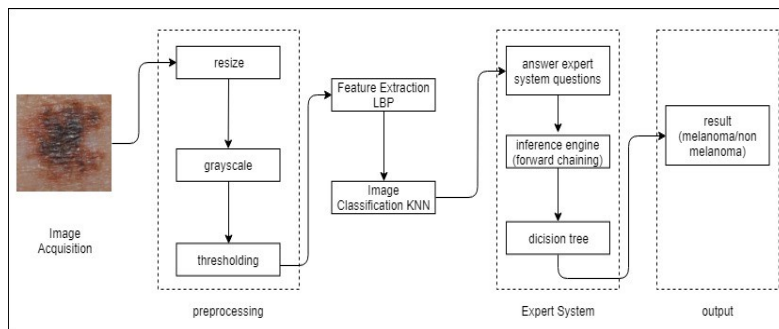 Image
Acquisition
resize
grayscale
thresholding
preprocessing
Feature Extraction
LBP
Image
Classification KNN
answer expert
system questions
inference engine
(forward chaining)
dicision tree
Expert System
result
(melanoma/non
melanoma)
output